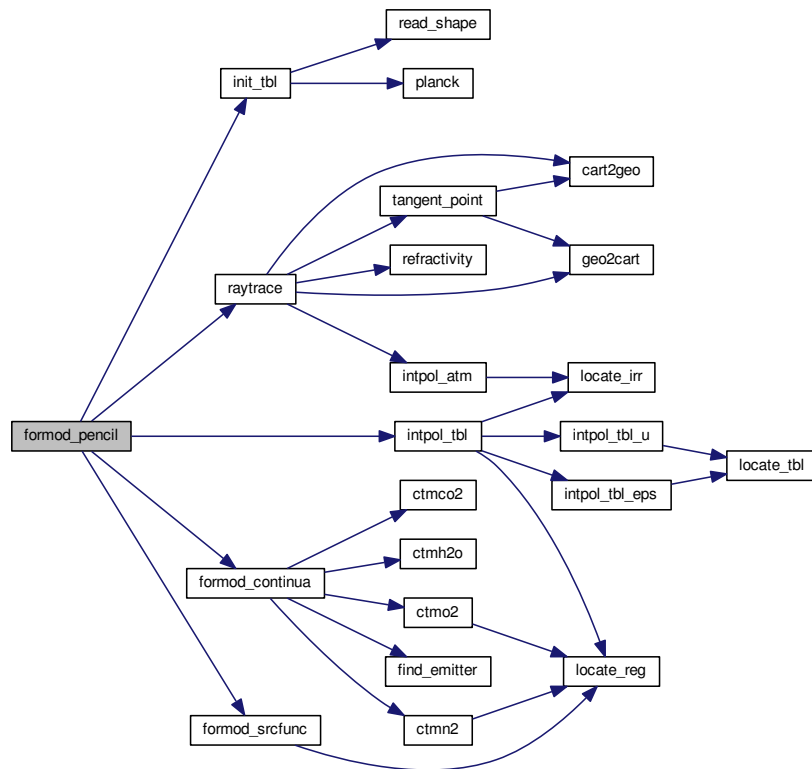 read_shape
init_tbl
planck
cart2geo
tangent_point
refractivity
geo2cart
raytrace
intpol_atm
locate_irr
formod_pencil
intpol_tbl
intpol_tbl_u
locate_tbl
intpol_tbl_eps
ctmco2
ctmh2o
formod_continua
ctmo2
find_emitter
locate_reg
formod_srcfunc
ctmn2